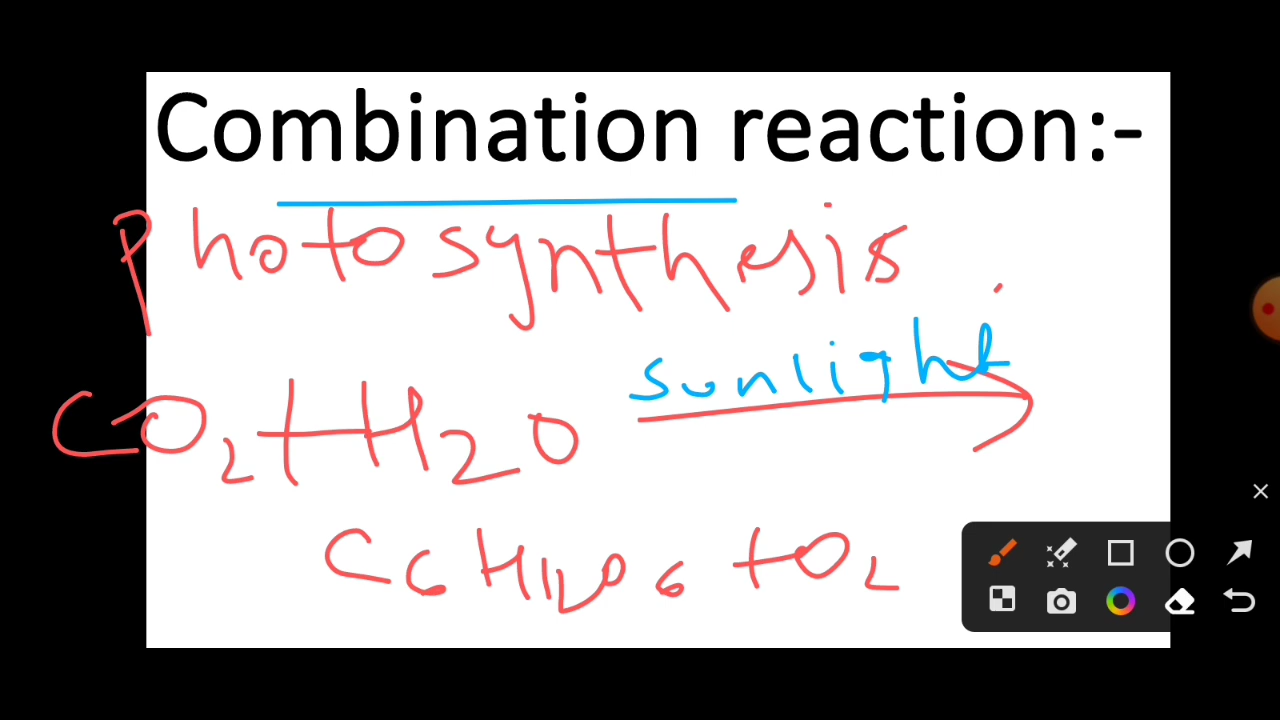 Combination reaction:-
Photosynthesis
sunlight
CO2+H2O
C6H12O6 +O2